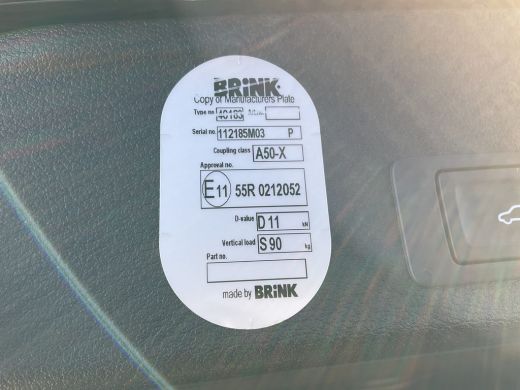 BRiNK
Copy of Manufacturers Plate
Type no 40183
Serial no. 112185M03 P
Coupling class A50-X
Approval no.
E11 55R 0212052
D-value D 11 kN
Vertical load S 90 kg
Part no.
made by BRiNK